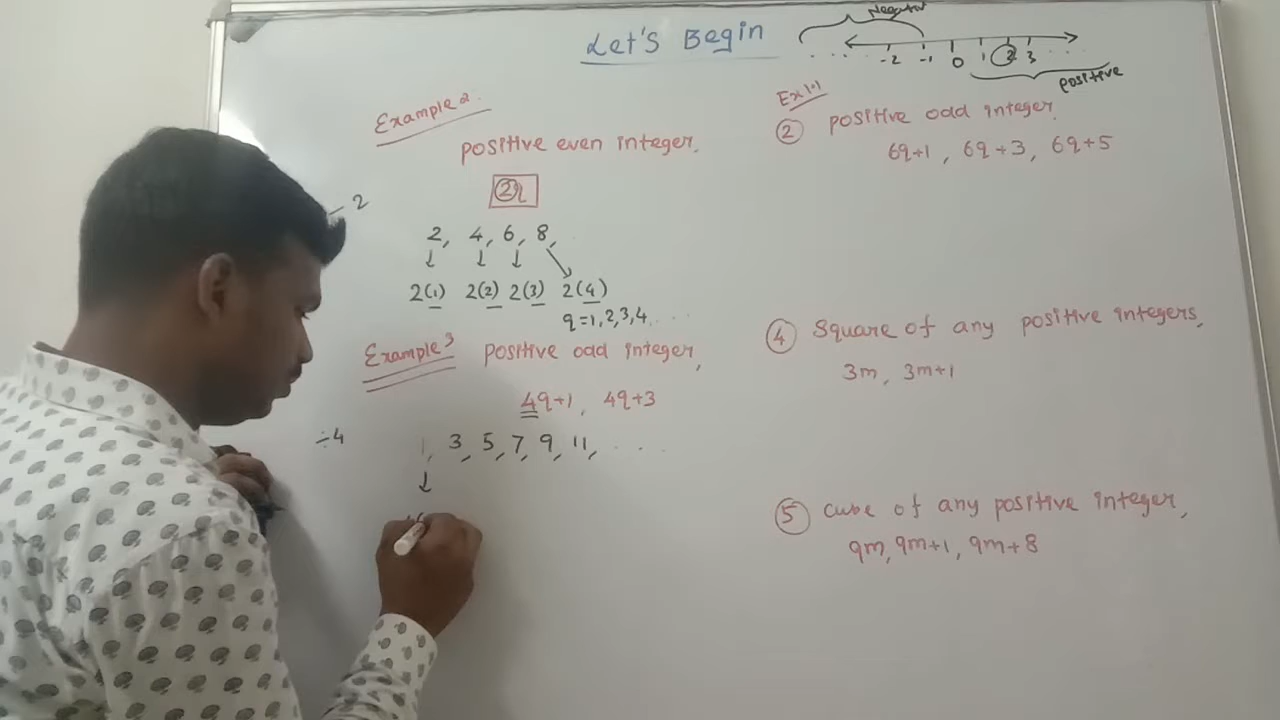 Let's Begin
Negative
-2 -1 0 1 2 3
positive
Example 2.
positive even integer.
2q
÷ 2
2, 4, 6, 8,
2(1) 2(2) 2(3) 2(4)
q=1,2,3,4 . . .
Example 3 positive odd integer,
4q+1, 4q+3
÷4
1, 3, 5, 7, 9, 11, . . . .
Ex 1.1
② positive odd integer.
6q+1, 6q+3, 6q+5
④ Square of any positive integers,
3m, 3m+1
⑤ cube of any positive integer,
9m, 9m+1, 9m+8